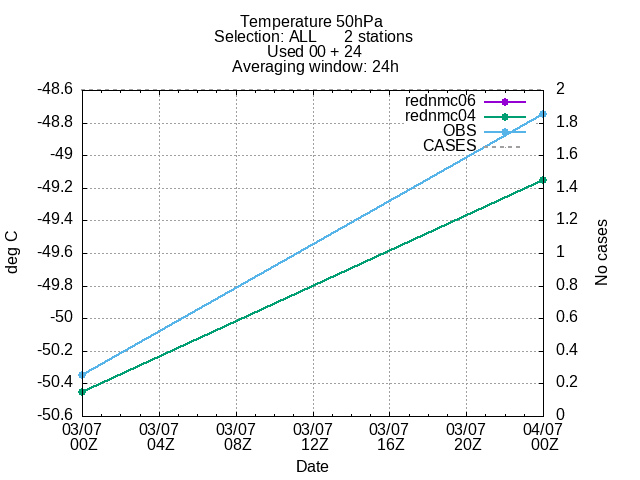 Temperature 50hPa
Selection: ALL 2 stations
Used 00 + 24
Averaging window: 24h
rednmc06
rednmc04
OBS
CASES
-48.6
-48.8
-49
-49.2
-49.4
-49.6
-49.8
-50
-50.2
-50.4
-50.6
deg C
2
1.8
1.6
1.4
1.2
1
0.8
0.6
0.4
0.2
0
No cases
03/07 03/07 03/07 03/07 03/07 03/07 04/07
00Z 04Z 08Z 12Z 16Z 20Z 00Z
Date